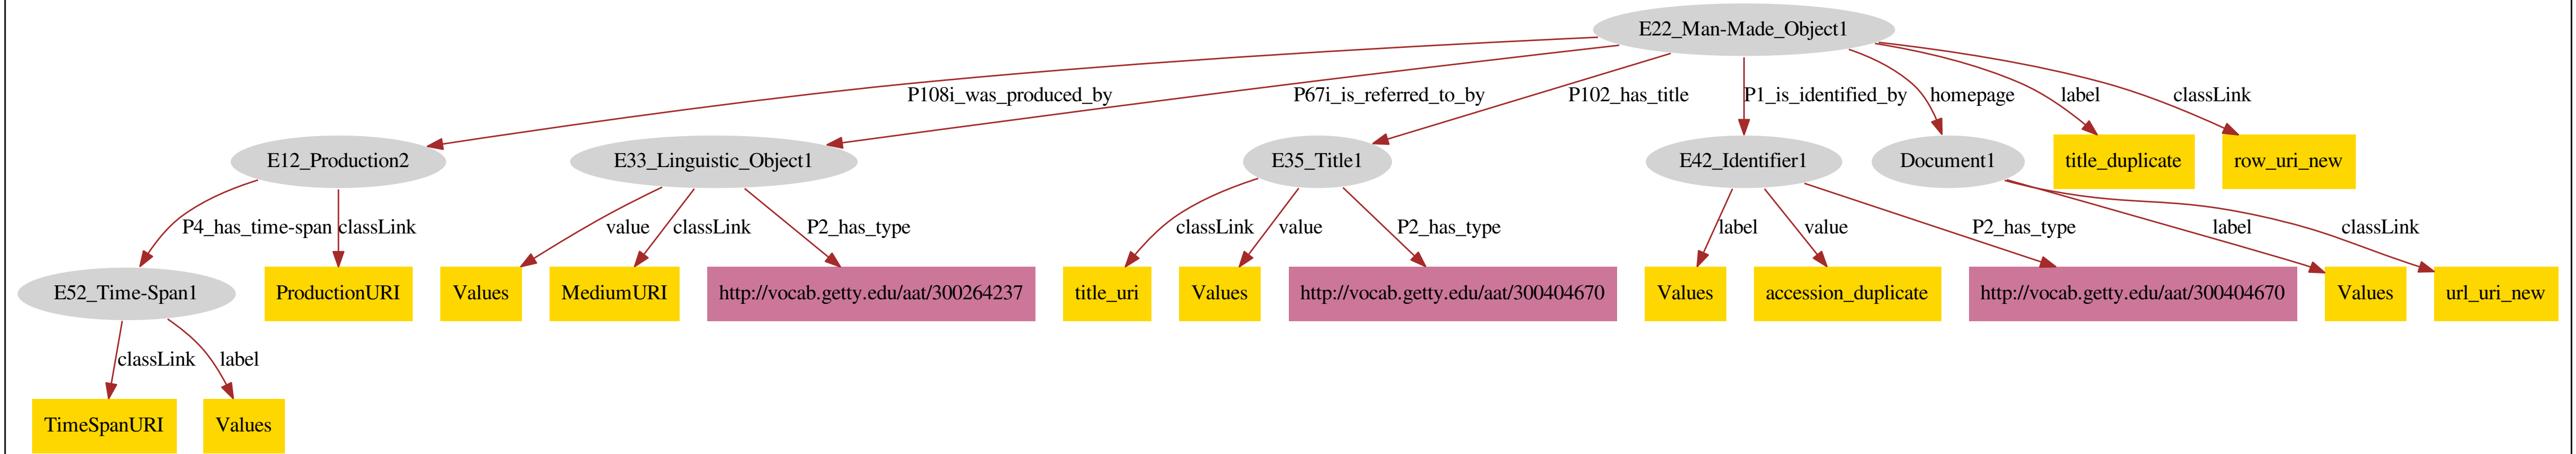 E22_Man-Made_Object1
P108i_was_produced_by
P67i_is_referred_to_by
P102_has_title
P1_is_identified_by
homepage
label
classLink
E12_Production2
E33_Linguistic_Object1
E35_Title1
E42_Identifier1
Document1
title_duplicate
row_uri_new
P4_has_time-span
classLink
value
classLink
P2_has_type
classLink
value
P2_has_type
label
value
P2_has_type
label
classLink
E52_Time-Span1
ProductionURI
Values
MediumURI
http://vocab.getty.edu/aat/300264237
title_uri
Values
http://vocab.getty.edu/aat/300404670
Values
accession_duplicate
http://vocab.getty.edu/aat/300404670
Values
url_uri_new
classLink
label
TimeSpanURI
Values